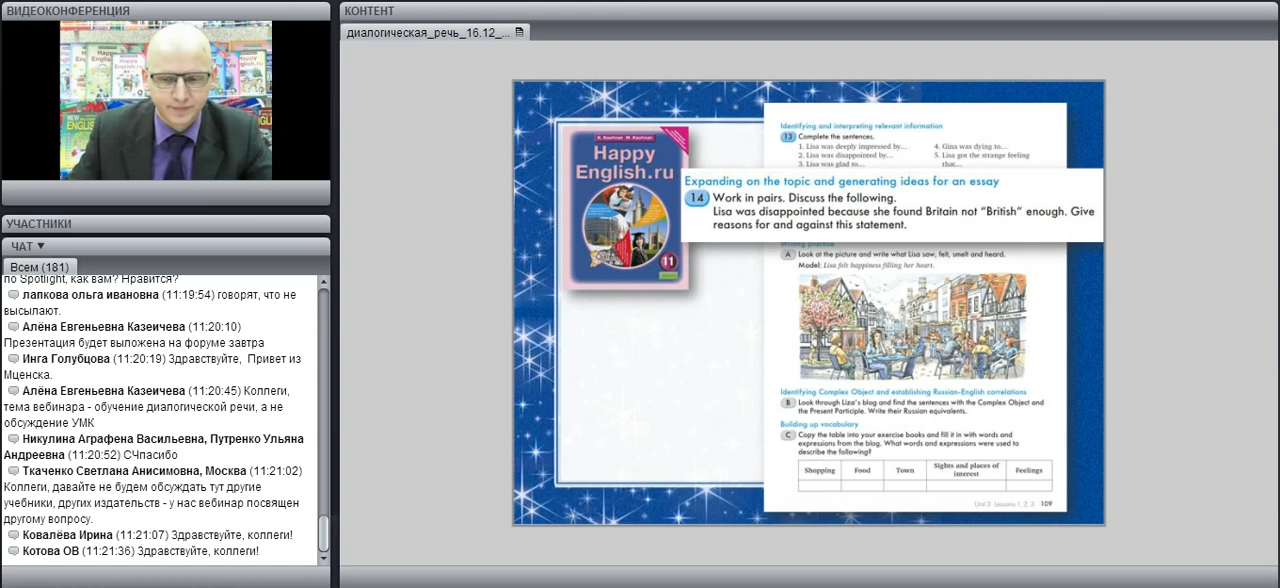 ВИДЕОКОНФЕРЕНЦИЯ
УЧАСТНИКИ
ЧАТ ▼
Всем (181)
по Spotlight, как вам? Нравится?
лапкова ольга ивановна (11:19:54) говорят, что не
высылают.
Алёна Евгеньевна Казеичева (11:20:10)
Презентация будет выложена на форуме завтра
Инга Голубцова (11:20:19) Здравствуйте, Привет из
Мценска.
Алёна Евгеньевна Казеичева (11:20:45) Коллеги,
тема вебинара - обучение диалогической речи, а не
обсуждение УМК
Никулина Аграфена Васильевна, Путренко Ульяна
Андреевна (11:20:52) СЧпасибо
Ткаченко Светлана Анисимовна, Москва (11:21:02)
Коллеги, давайте не будем обсуждать тут другие
учебники, других издательств - у нас вебинар посвящен
другому вопросу.
Ковалёва Ирина (11:21:07) Здравствуйте, коллеги!
Котова ОВ (11:21:36) Здравствуйте, коллеги!
КОНТЕНТ
диалогическая_речь_16.12_...
K. Kaufman M. Kaufman
Happy
English.ru
11
Identifying and interpreting relevant information
13 Complete the sentences.
1. Lisa was deeply impressed by...
2. Lisa was disappointed by...
3. Lisa was glad to...
4. Gina was dying to...
5. Lisa got the strange feeling
that...
Expanding on the topic and generating ideas for an essay
14 Work in pairs. Discuss the following.
Lisa was disappointed because she found Britain not “British” enough. Give
reasons for and against this statement.
Writing practice
A Look at the picture and write what Lisa saw, felt, smelt and heard.
Model: Lisa felt happiness filling her heart.
Identifying Complex Object and establishing Russian-English correlations
B Look through Liza's blog and find the sentences with the Complex Object and
the Present Participle. Write their Russian equivalents.
Building up vocabulary
C Copy the table into your exercise books and fill it in with words and
expressions from the blog. What words and expressions were used to
describe the following?
Shopping Food Town Sights and places of interest Feelings
Unit 3 Lessons 1, 2, 3 109